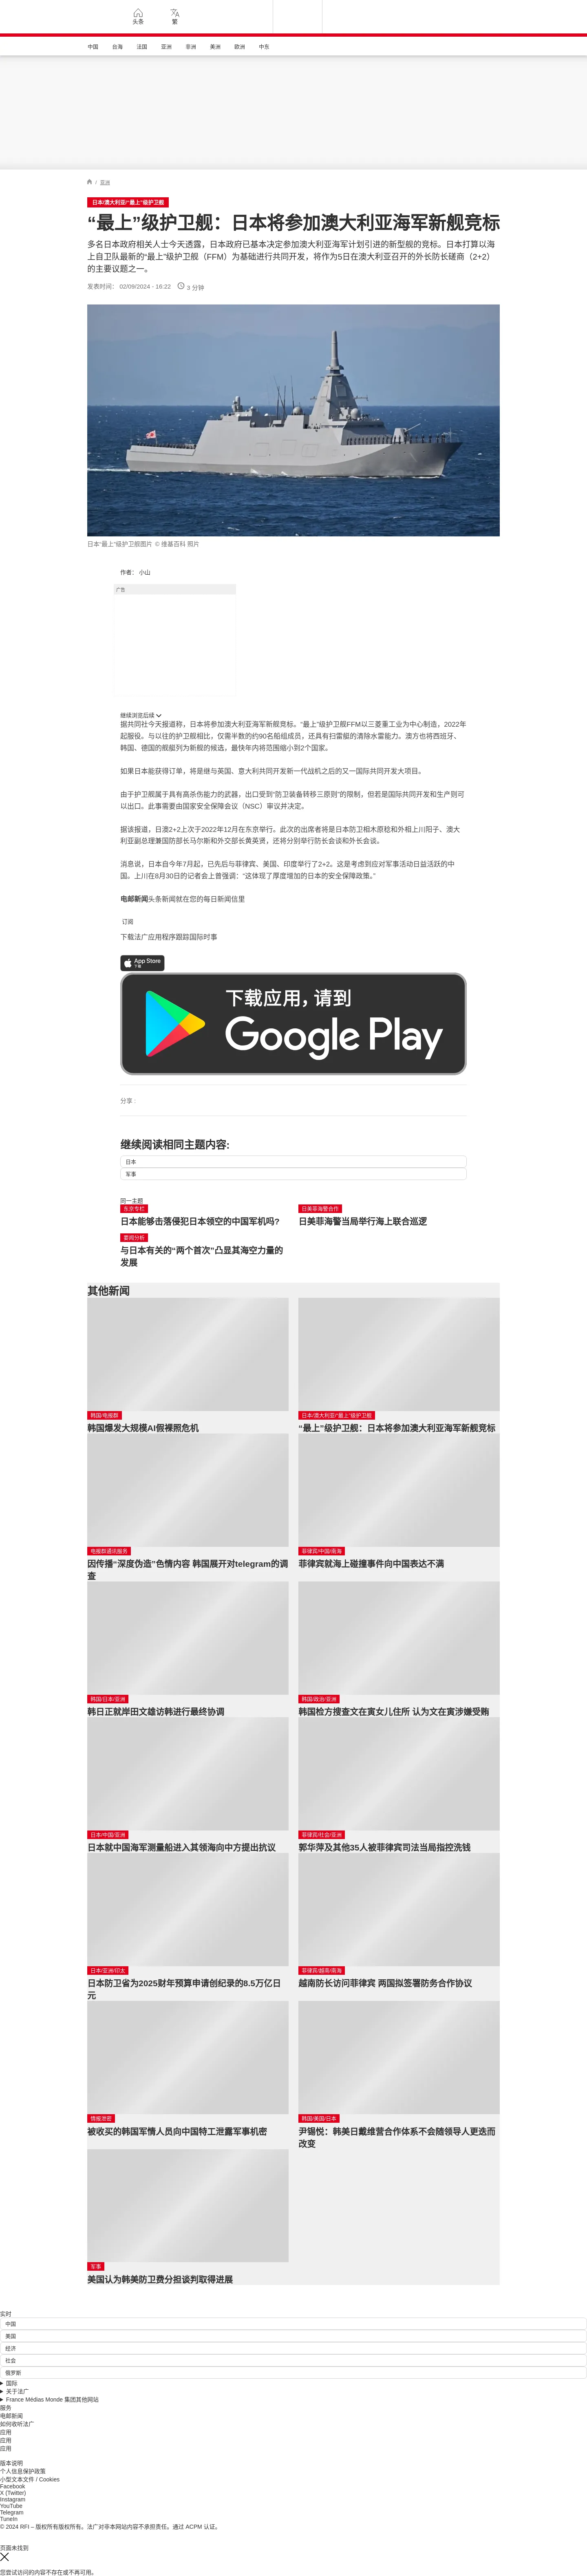 头条
繁
中国
台海
法国
亚洲
非洲
美洲
欧洲
中东
/ 亚洲
日本/澳大利亚/“最上”级护卫舰
“最上”级护卫舰：日本将参加澳大利亚海军新舰竞标
多名日本政府相关人士今天透露，日本政府已基本决定参加澳大利亚海军计划引进的新型舰的竞标。日本打算以海
上自卫队最新的“最上”级护卫舰（FFM）为基础进行共同开发，将作为5日在澳大利亚召开的外长防长磋商（2+2）
的主要议题之一。
发表时间： 02/09/2024 - 16:22 3 分钟
日本“最上”级护卫舰图片 © 维基百科 照片
作者： 小山
广告
继续浏览后续
据共同社今天报道称，日本将参加澳大利亚海军新舰竞标。“最上”级护卫舰FFM以三菱重工业为中心制造，2022年
起服役。与以往的护卫舰相比，仅需半数的约90名船组成员，还具有扫雷艇的清除水雷能力。澳方也将西班牙、
韩国、德国的舰艇列为新舰的候选，最快年内将范围缩小到2个国家。
如果日本能获得订单，将是继与英国、意大利共同开发新一代战机之后的又一国际共同开发大项目。
由于护卫舰属于具有高杀伤能力的武器，出口受到“防卫装备转移三原则”的限制，但若是国际共同开发和生产则可
以出口。此事需要由国家安全保障会议（NSC）审议并决定。
据该报道，日澳2+2上次于2022年12月在东京举行。此次的出席者将是日本防卫相木原稔和外相上川阳子、澳大
利亚副总理兼国防部长马尔斯和外交部长黄英贤，还将分别举行防长会谈和外长会谈。
消息说，日本自今年7月起，已先后与菲律宾、美国、印度举行了2+2。这是考虑到应对军事活动日益活跃的中
国。上川在8月30日的记者会上曾强调：“这体现了厚度增加的日本的安全保障政策。”
电邮新闻头条新闻就在您的每日新闻信里
订阅
下载法广应用程序跟踪国际时事
App Store
下载
下载应用，请到
Google Play
分享 :
继续阅读相同主题内容:
日本
军事
同一主题
东京专栏
日本能够击落侵犯日本领空的中国军机吗?
日美菲海警合作
日美菲海警当局举行海上联合巡逻
要闻分析
与日本有关的“两个首次”凸显其海空力量的
发展
其他新闻
韩国/电报群
韩国爆发大规模AI假裸照危机
日本/澳大利亚/“最上”级护卫舰
“最上”级护卫舰：日本将参加澳大利亚海军新舰竞标
电报群通讯服务
因传播“深度伪造”色情内容 韩国展开对telegram的调
查
菲律宾/中国/南海
菲律宾就海上碰撞事件向中国表达不满
韩国/日本/亚洲
韩日正就岸田文雄访韩进行最终协调
韩国/政治/亚洲
韩国检方搜查文在寅女儿住所 认为文在寅涉嫌受贿
日本/中国/亚洲
日本就中国海军测量船进入其领海向中方提出抗议
菲律宾/社会/亚洲
郭华萍及其他35人被菲律宾司法当局指控洗钱
日本/亚洲/印太
日本防卫省为2025财年预算申请创纪录的8.5万亿日
元
菲律宾/越南/南海
越南防长访问菲律宾 两国拟签署防务合作协议
情报泄密
被收买的韩国军情人员向中国特工泄露军事机密
韩国/美国/日本
尹锡悦：韩美日戴维营合作体系不会随领导人更迭而
改变
军事
美国认为韩美防卫费分担谈判取得进展
实时
中国
美国
经济
社会
俄罗斯
国际
关于法广
France Médias Monde 集团其他网站
服务
电邮新闻
如何收听法广
应用
应用
应用
版本说明
个人信息保护政策
小型文本文件 / Cookies
Facebook
X (Twitter)
Instagram
YouTube
Telegram
TuneIn
© 2024 RFI – 版权所有版权所有。法广对非本网站内容不承担责任。通过 ACPM 认证。
页面未找到
您尝试访问的内容不存在或不再可用。